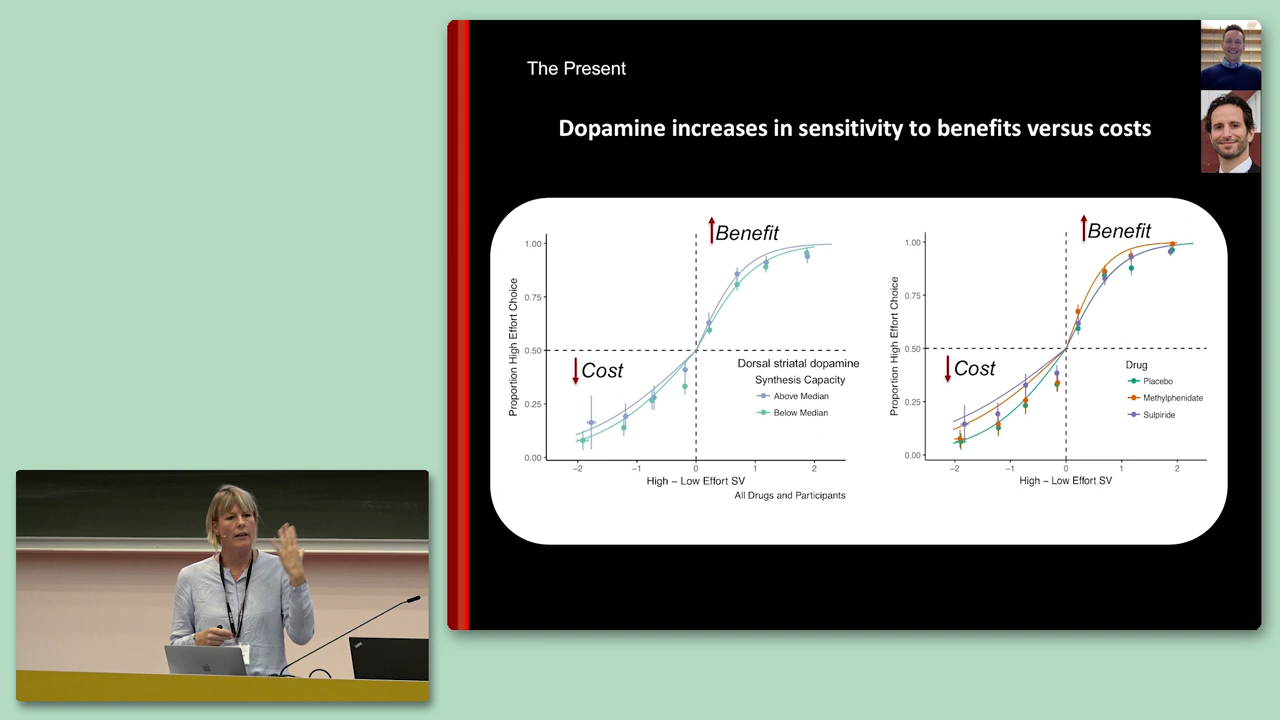 The Present
Dopamine increases in sensitivity to benefits versus costs
Benefit
Cost
Proportion High Effort Choice
1.00
0.75
0.50
0.25
0.00
−2
−1
0
1
2
High − Low Effort SV
All Drugs and Participants
Dorsal striatal dopamine
Synthesis Capacity
Above Median
Below Median
Benefit
Cost
Proportion High Effort Choice
1.00
0.75
0.50
0.25
0.00
−2
−1
0
1
2
High − Low Effort SV
Drug
Placebo
Methylphenidate
Sulpiride